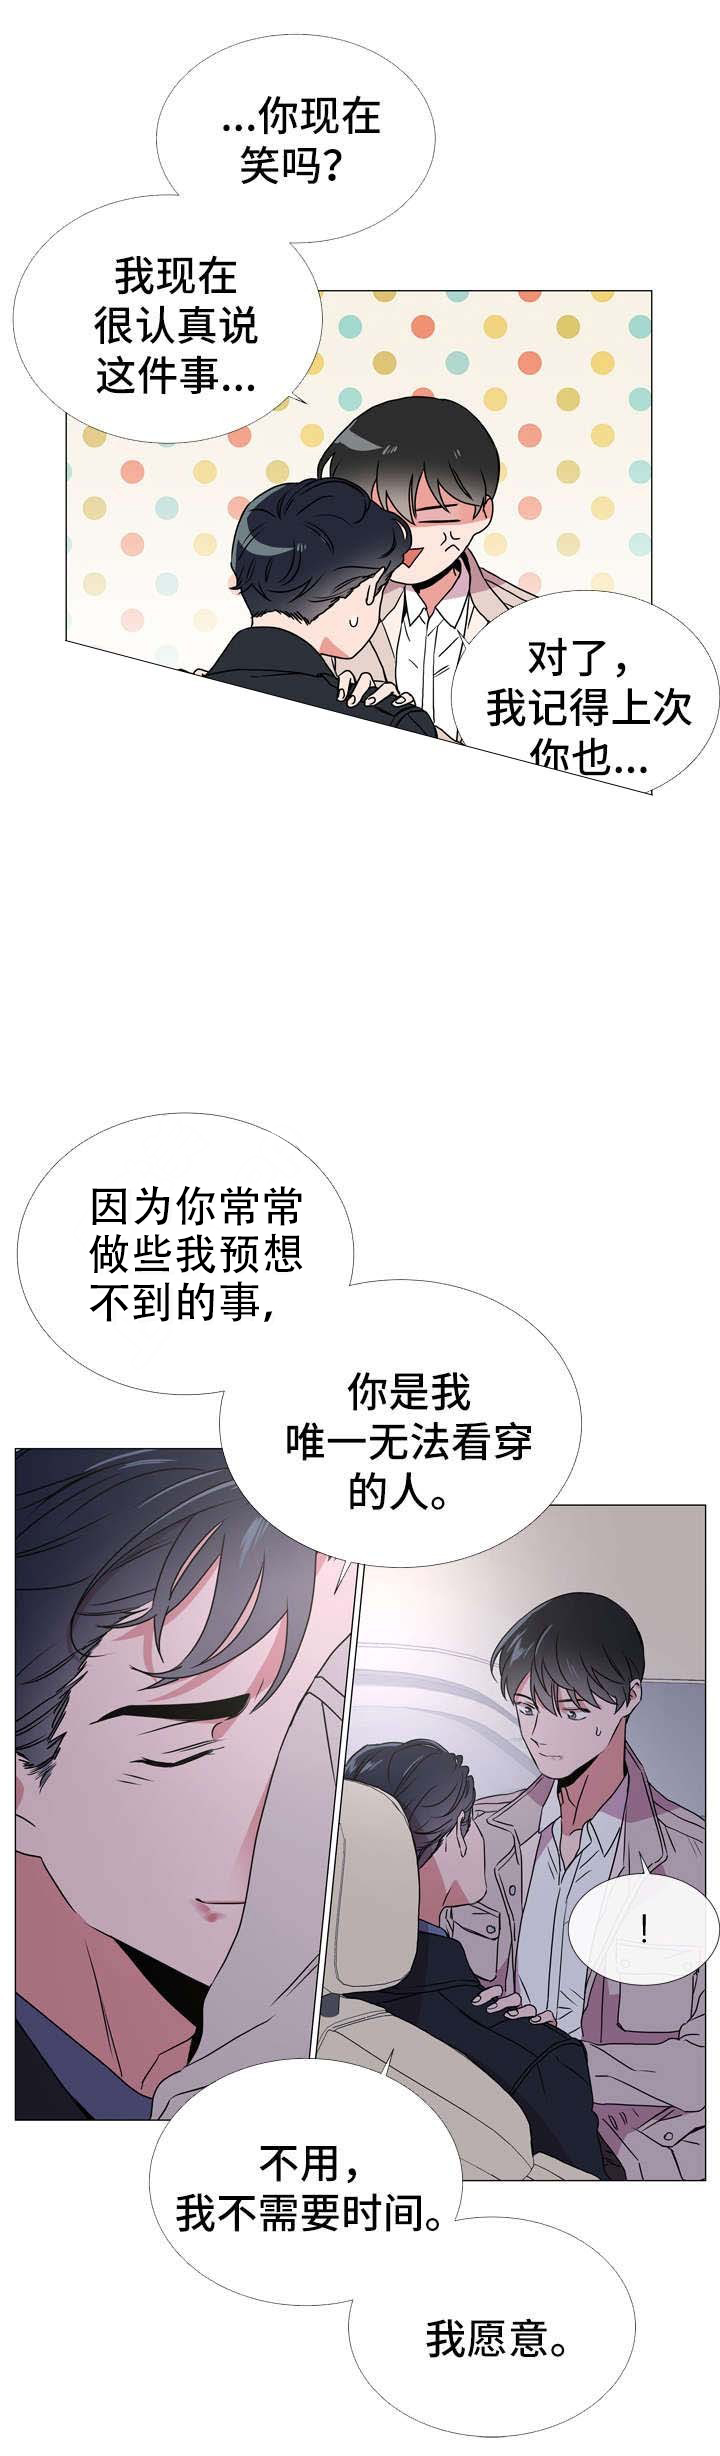 ...你现在
笑吗？
我现在
很认真说
这件事...
对了，
我记得上次
你也...
因为你常常
做些我预想
不到的事，
你是我
唯一无法看穿
的人。
！
不用，
我不需要时间。
我愿意。